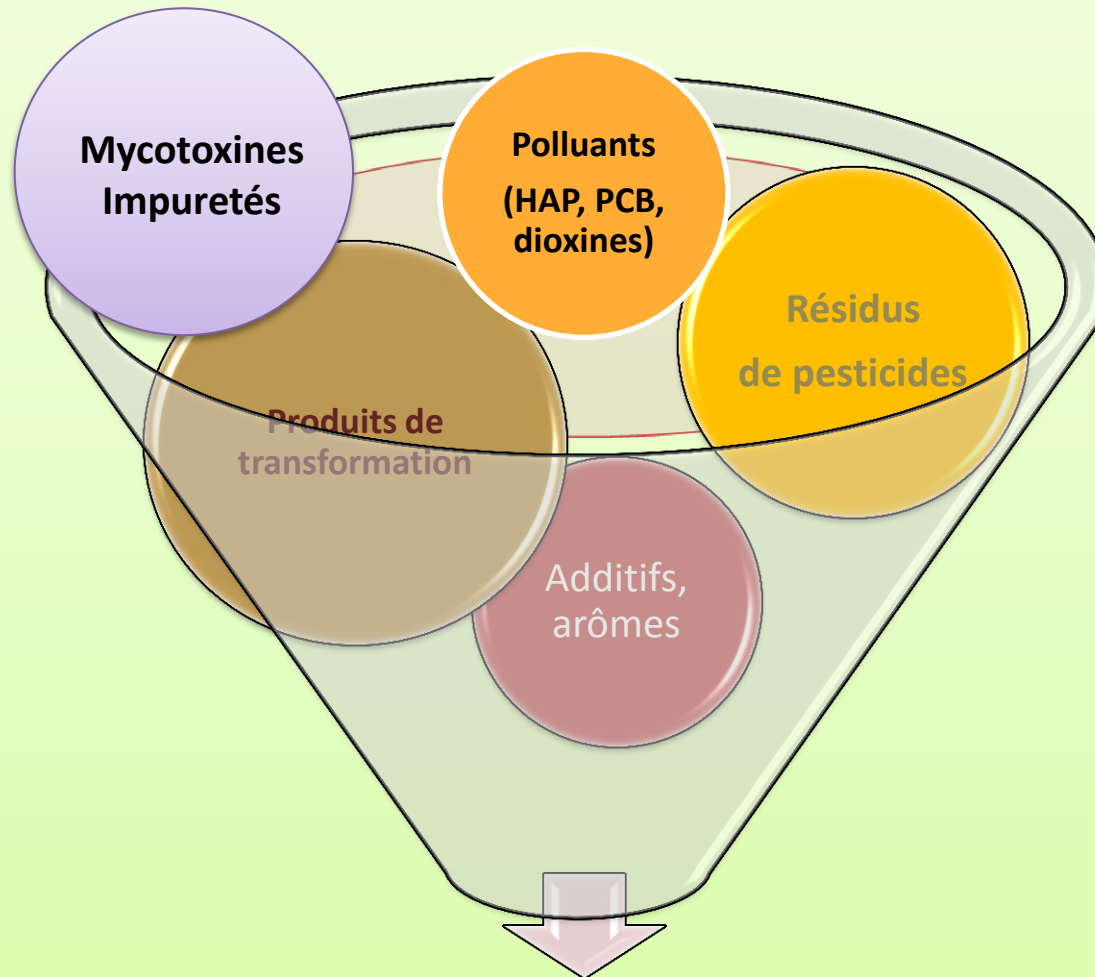 Mycotoxines
Impuretés
Polluants
(HAP, PCB,
dioxines)
Résidus
de pesticides
Produits de
transformation
Additifs,
arômes